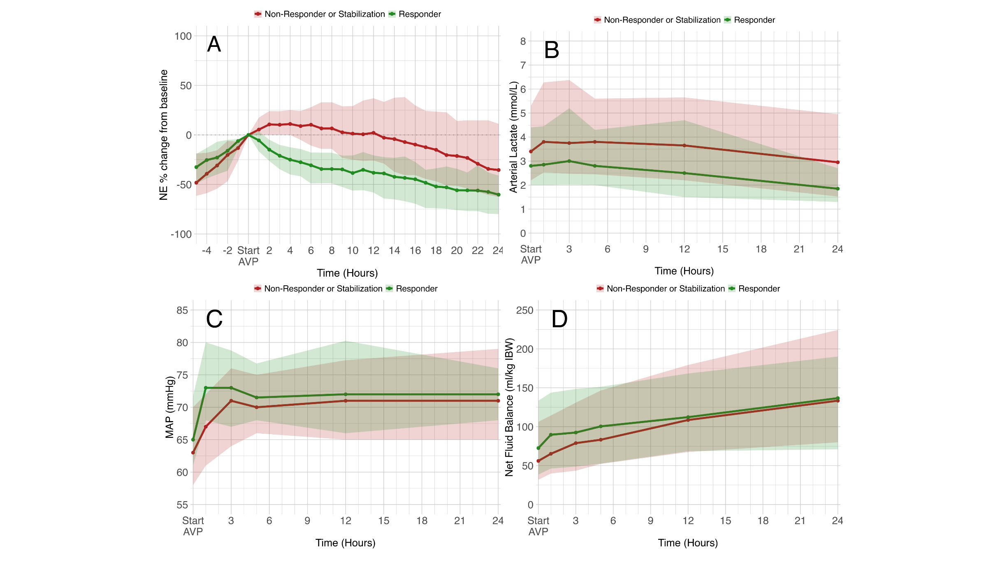 Non-Responder or Stabilization Responder
A
NE % change from baseline
100
50
0
-50
-100
-4 -2 Start AVP 2 4 6 8 10 12 14 16 18 20 22 24
Time (Hours)
Non-Responder or Stabilization Responder
B
Arterial Lactate (mmol/L)
8
7
6
5
4
3
2
1
0
Start AVP 3 6 9 12 15 18 21 24
Time (Hours)
Non-Responder or Stabilization Responder
C
MAP (mmHg)
85
80
75
70
65
60
55
Start AVP 3 6 9 12 15 18 21 24
Time (Hours)
Non-Responder or Stabilization Responder
D
Net Fluid Balance (ml/kg IBW)
250
200
150
100
50
0
Start AVP 3 6 9 12 15 18 21 24
Time (Hours)